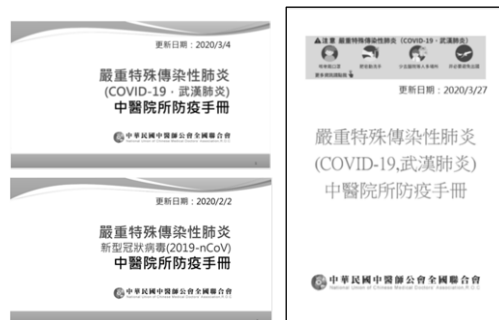 更新日期：2020/3/4
嚴重特殊傳染性肺炎
(COVID-19，武漢肺炎)
中醫院所防疫手冊
中華民國中醫師公會全國聯合會
更新日期：2020/2/2
嚴重特殊傳染性肺炎
新型冠狀病毒(2019-nCoV)
中醫院所防疫手冊
中華民國中醫師公會全國聯合會
注意 嚴重特殊傳染性肺炎（COVID-19，武漢肺炎）
更新日期：2020/3/27
嚴重特殊傳染性肺炎
(COVID-19,武漢肺炎)
中醫院所防疫手冊
中華民國中醫師公會全國聯合會